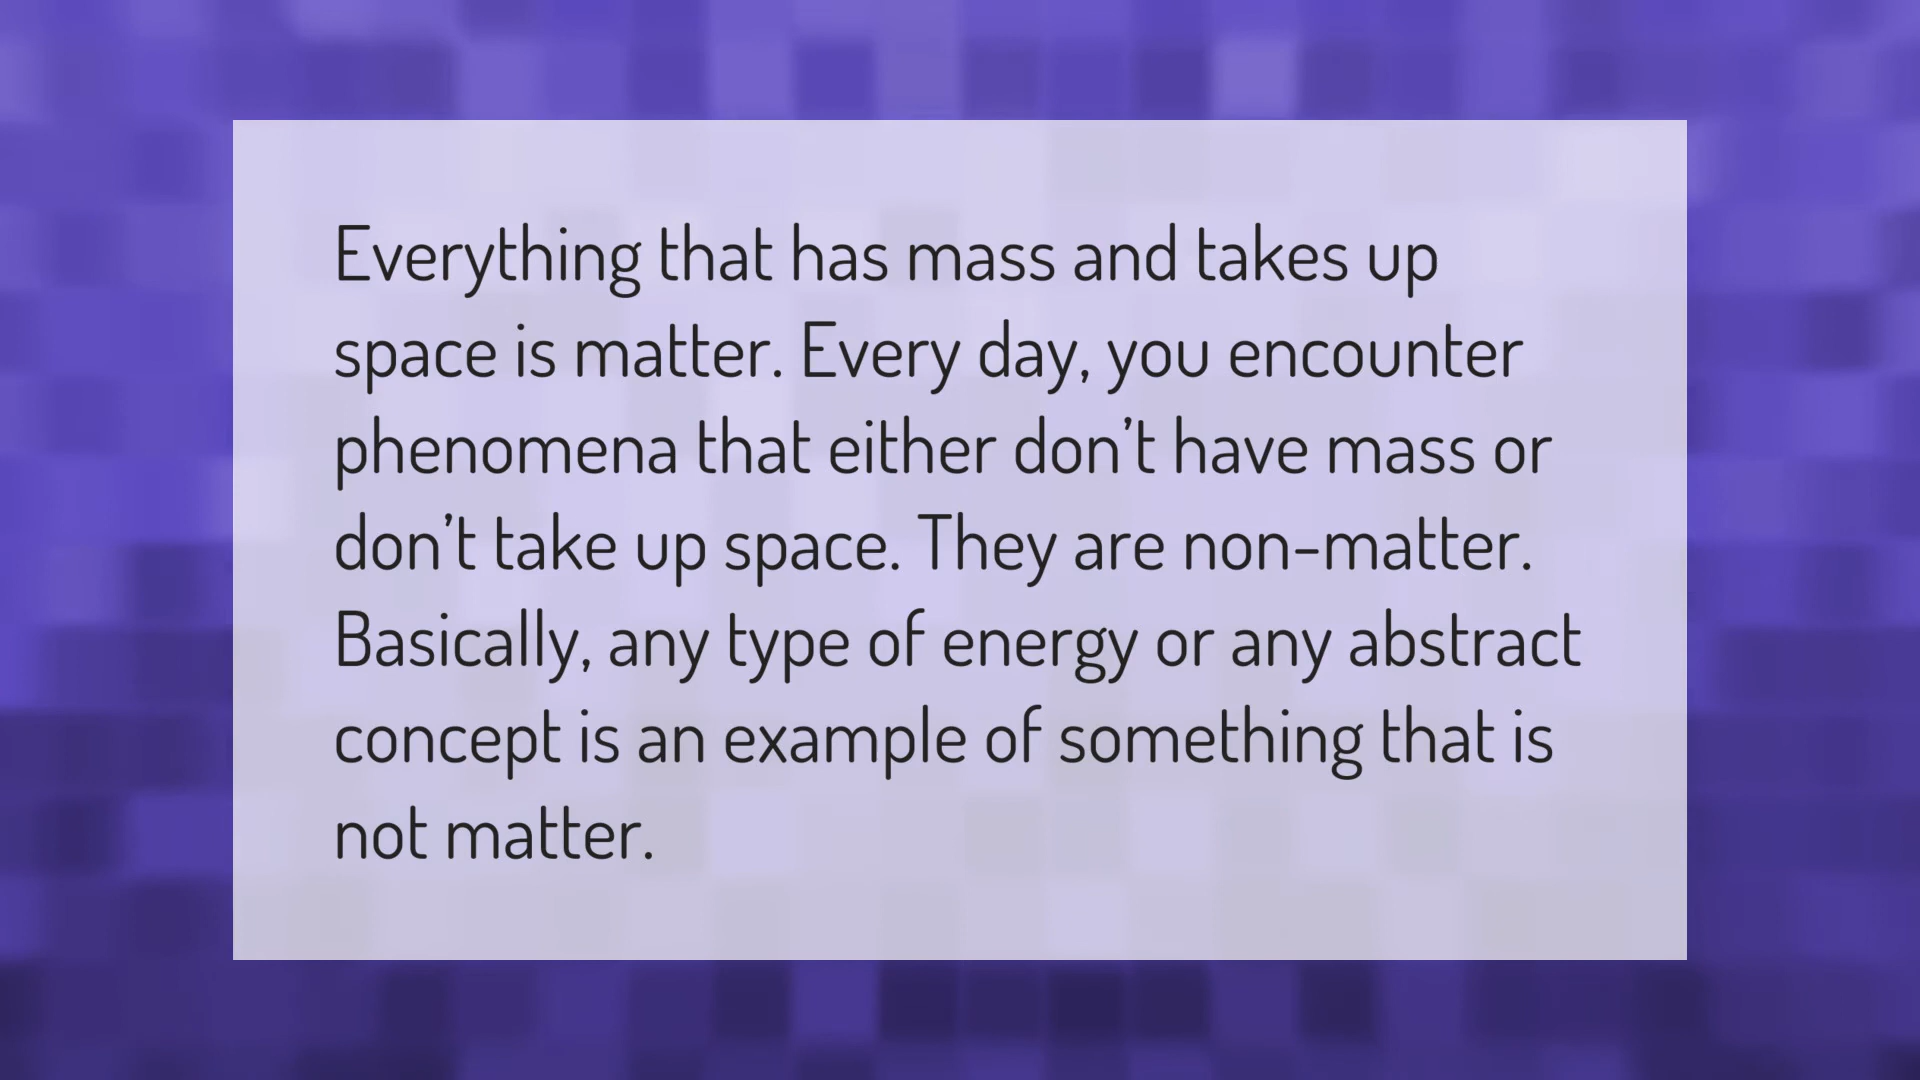 Everything that has mass and takes up
space is matter. Every day, you encounter
phenomena that either don't have mass or
don't take up space. They are non-matter.
Basically, any type of energy or any abstract
concept is an example of something that is
not matter.